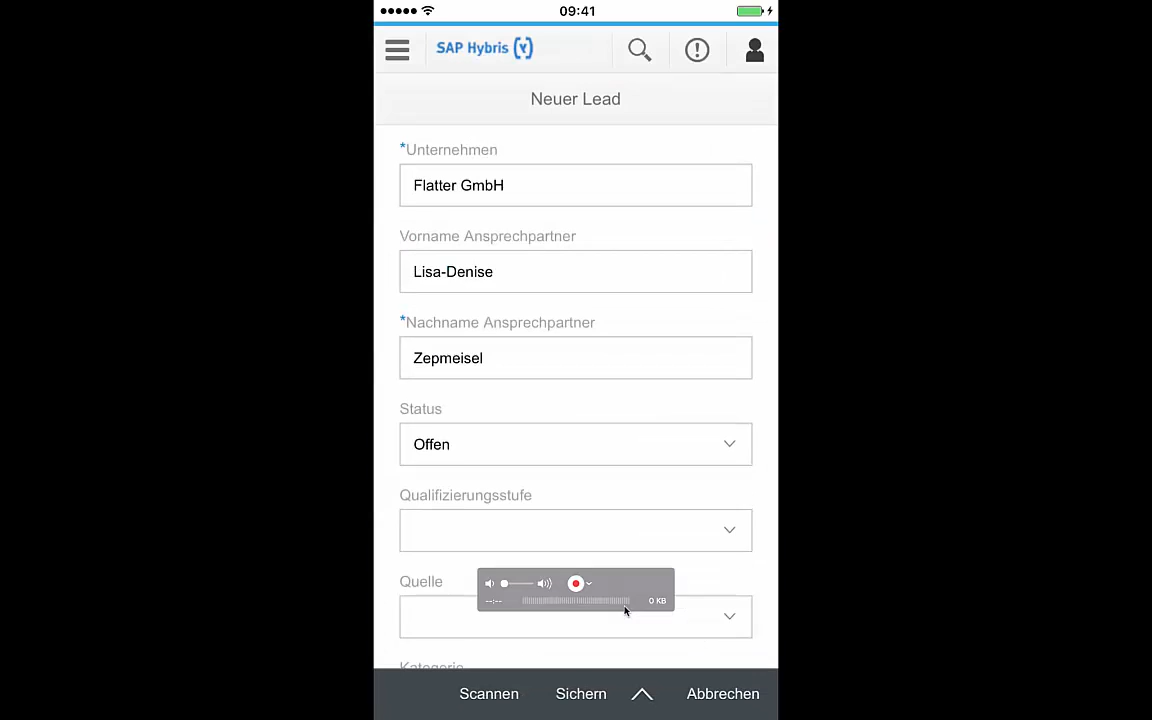 09:41
SAP Hybris (Y)
Neuer Lead
*Unternehmen
Flatter GmbH
Vorname Ansprechpartner
Lisa-Denise
*Nachname Ansprechpartner
Zepmeisel
Status
Offen
Qualifizierungsstufe
Quelle
--:--
0 KB
Kategorie
Scannen Sichern Abbrechen